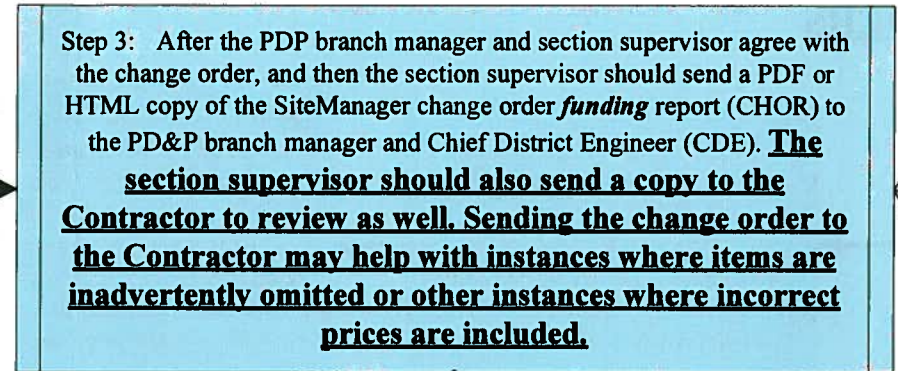 Step 3: After the PDP branch manager and section supervisor agree with
the change order, and then the section supervisor should send a PDF or
HTML copy of the SiteManager change order funding report (CHOR) to
the PD&P branch manager and Chief District Engineer (CDE). The
section supervisor should also send a copy to the
Contractor to review as well. Sending the change order to
the Contractor may help with instances where items are
inadvertently omitted or other instances where incorrect
prices are included.